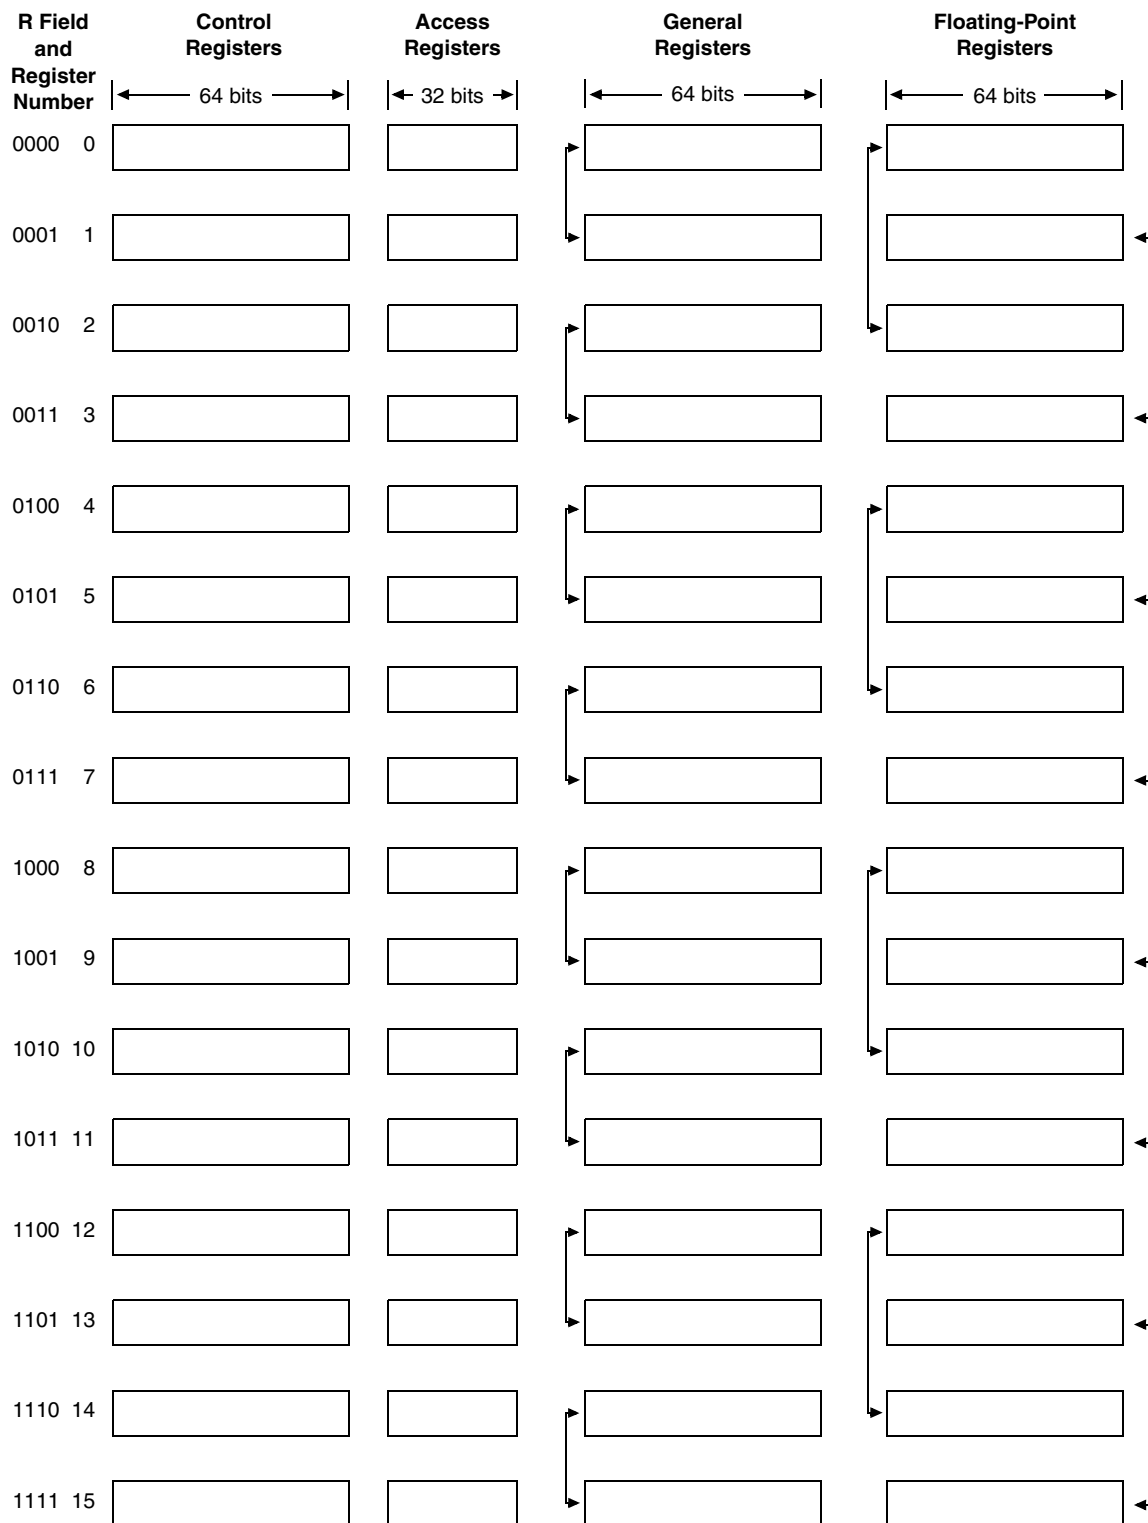 R Field
and
Register
Number
Control
Registers
Access
Registers
General
Registers
Floating-Point
Registers
64 bits
32 bits
64 bits
64 bits
0000 0
0001 1
0010 2
0011 3
0100 4
0101 5
0110 6
0111 7
1000 8
1001 9
1010 10
1011 11
1100 12
1101 13
1110 14
1111 15